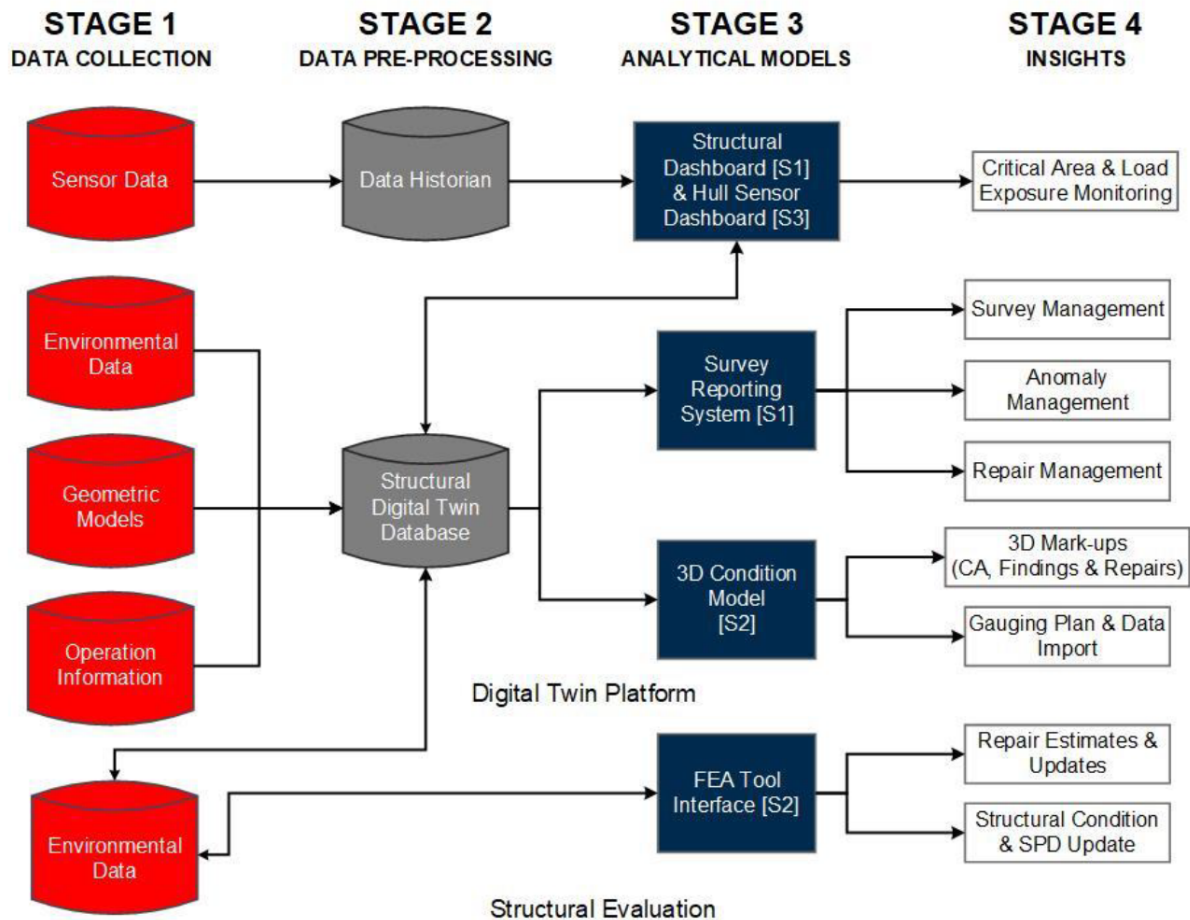 STAGE 1
DATA COLLECTION
STAGE 2
DATA PRE-PROCESSING
STAGE 3
ANALYTICAL MODELS
STAGE 4
INSIGHTS
Sensor Data
Data Historian
Structural
Dashboard [S1]
& Hull Sensor
Dashboard [S3]
Critical Area & Load
Exposure Monitoring
Environmental
Data
Geometric
Models
Operation
Information
Structural
Digital Twin
Database
Survey
Reporting
System [S1]
Survey Management
Anomaly
Management
Repair Management
3D Condition
Model
[S2]
3D Mark-ups
(CA, Findings & Repairs)
Gauging Plan & Data
Import
Digital Twin Platform
Environmental
Data
FEA Tool
Interface [S2]
Repair Estimates &
Updates
Structural Condition
& SPD Update
Structural Evaluation